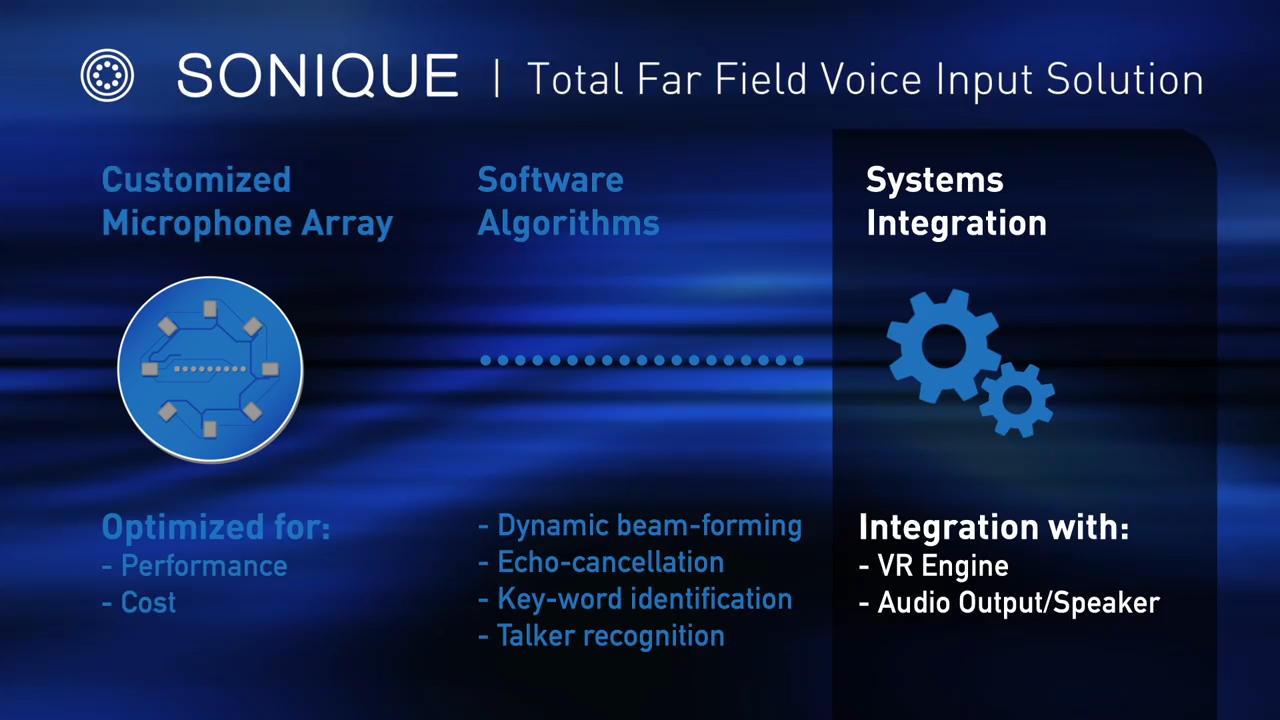 SONIQUE | Total Far Field Voice Input Solution
Customized
Microphone Array
Optimized for:
- Performance
- Cost
Software
Algorithms
- Dynamic beam-forming
- Echo-cancellation
- Key-word identification
- Talker recognition
Systems
Integration
Integration with:
- VR Engine
- Audio Output/Speaker